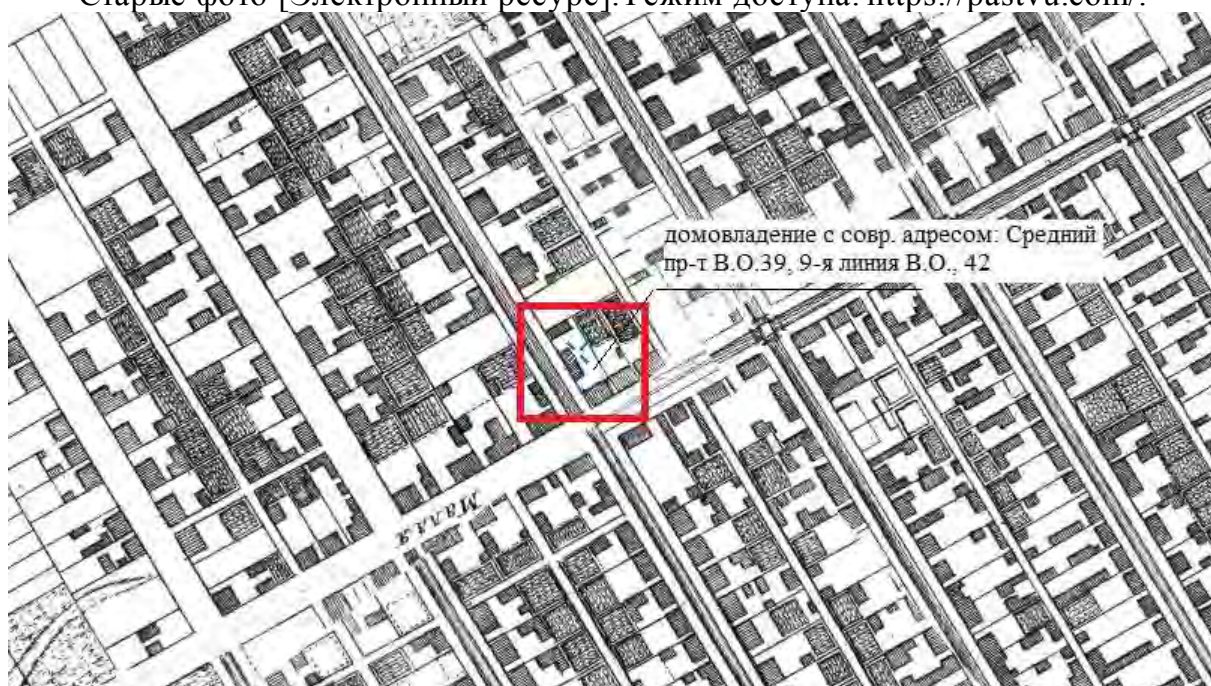 Старые фото [Электронный ресурс]. Режим доступа: https://pastvu.com/.
домовладение с совр. адресом: Средний
пр-т В.О.39, 9-я линия В.О., 42
МАЛАЯ